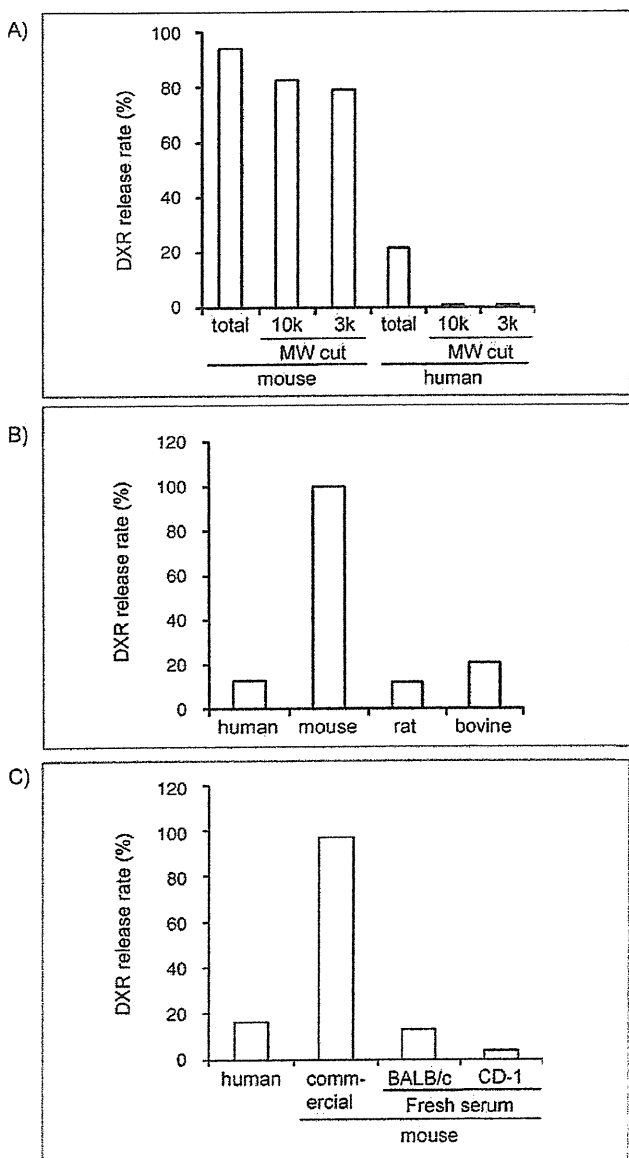 A)
DXR release rate (%)
100
80
60
40
20
0
total 10k 3k total 10k 3k
MW cut MW cut
mouse human
B)
DXR release rate (%)
120
100
80
60
40
20
0
human mouse rat bovine
C)
DXR release rate (%)
120
100
80
60
40
20
0
human comm- BALB/c CD-1
ercial Fresh serum
mouse